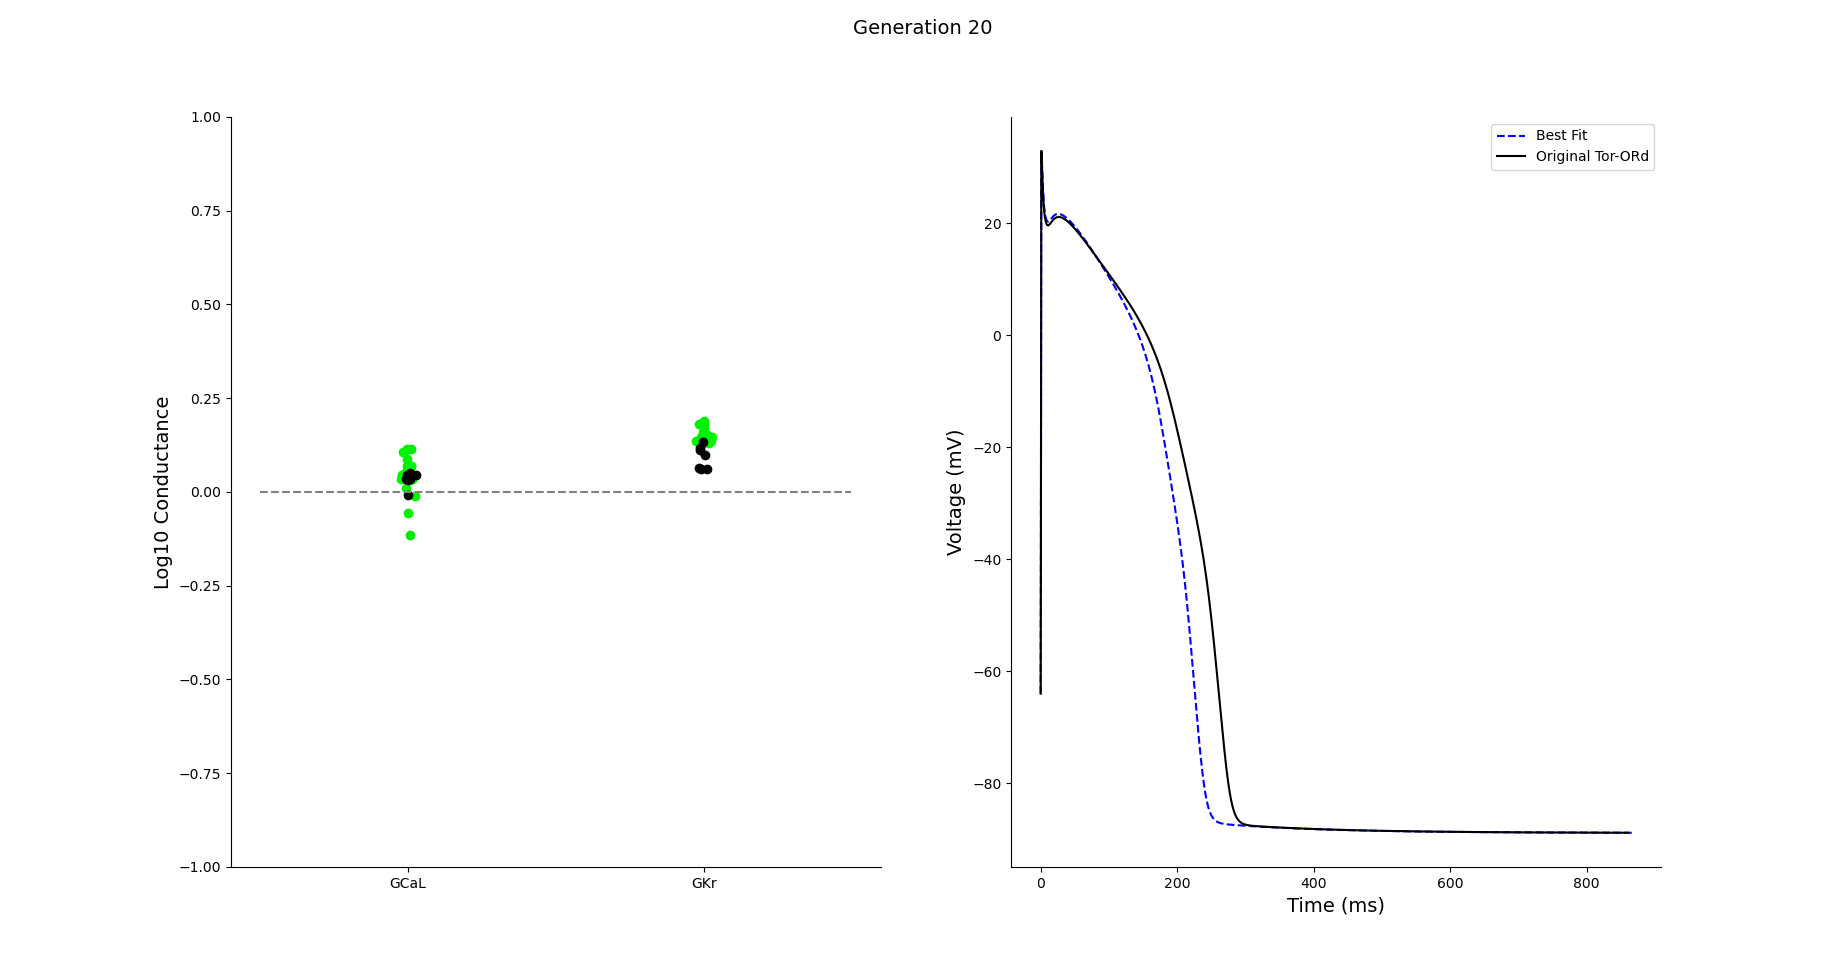 Generation 20
1.00
0.75
0.50
0.25
0.00
−0.25
−0.50
−0.75
−1.00
Log10 Conductance
GCaL
GKr
Best Fit
Original Tor-ORd
20
0
−20
−40
−60
−80
Voltage (mV)
0
200
400
600
800
Time (ms)